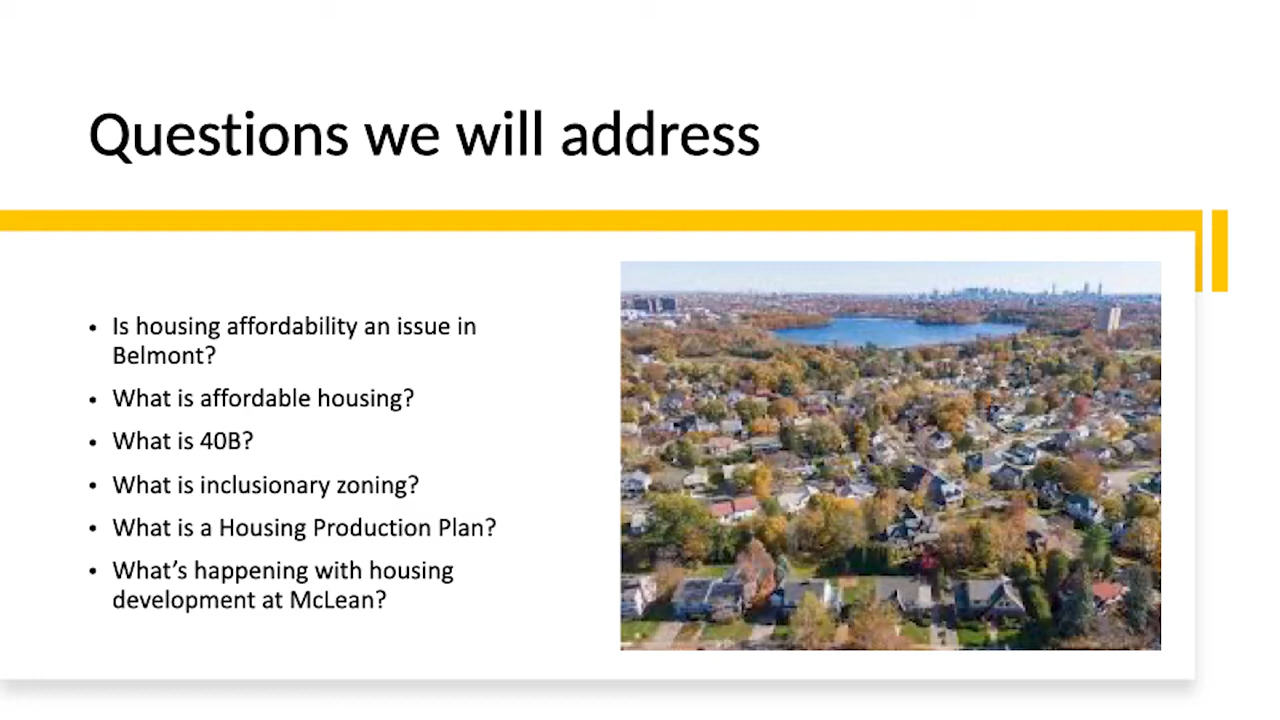 Questions we will address
• Is housing affordability an issue in
Belmont?
• What is affordable housing?
• What is 40B?
• What is inclusionary zoning?
• What is a Housing Production Plan?
• What’s happening with housing
development at McLean?